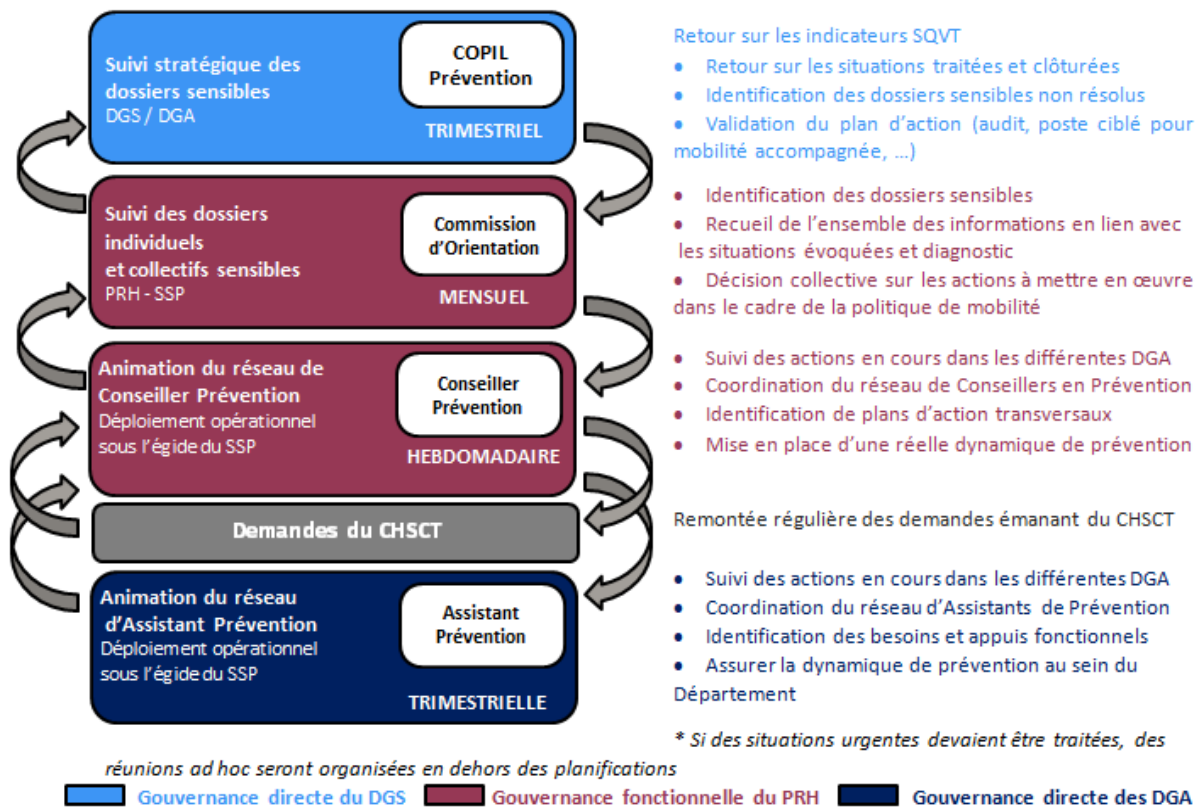 Suivi stratégique des
dossiers sensibles
DGS / DGA
COPIL
Prévention
TRIMESTRIEL
Retour sur les indicateurs SQVT
• Retour sur les situations traitées et clôturées
• Identification des dossiers sensibles non résolus
• Validation du plan d’action (audit, poste ciblé pour
mobilité accompagnée, …)
Suivi des dossiers
individuels
et collectifs sensibles
PRH - SSP
Commission
d’Orientation
MENSUEL
• Identification des dossiers sensibles
• Recueil de l’ensemble des informations en lien avec
les situations évoquées et diagnostic
• Décision collective sur les actions à mettre en œuvre
dans le cadre de la politique de mobilité
Animation du réseau de
Conseiller Prévention
Déploiement opérationnel
sous l’égide du SSP
Conseiller
Prévention
HEBDOMADAIRE
• Suivi des actions en cours dans les différentes DGA
• Coordination du réseau de Conseillers en Prévention
• Identification de plans d’action transversaux
• Mise en place d’une réelle dynamique de prévention
Demandes du CHSCT
Remontée régulière des demandes émanant du CHSCT
Animation du réseau
d’Assistant Prévention
Déploiement opérationnel
sous l’égide du SSP
Assistant
Prévention
TRIMESTRIELLE
• Suivi des actions en cours dans les différentes DGA
• Coordination du réseau d’Assistants de Prévention
• Identification des besoins et appuis fonctionnels
• Assurer la dynamique de prévention au sein du
Département
* Si des situations urgentes devaient être traitées, des
réunions ad hoc seront organisées en dehors des planifications
Gouvernance directe du DGS
Gouvernance fonctionnelle du PRH
Gouvernance directe des DGA